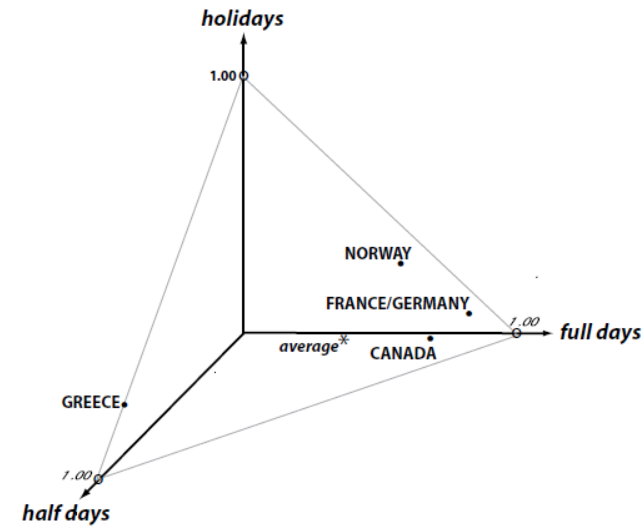 holidays
1.00
NORWAY
FRANCE/GERMANY
1.00
full days
average*
CANADA
GREECE
1.00
half days